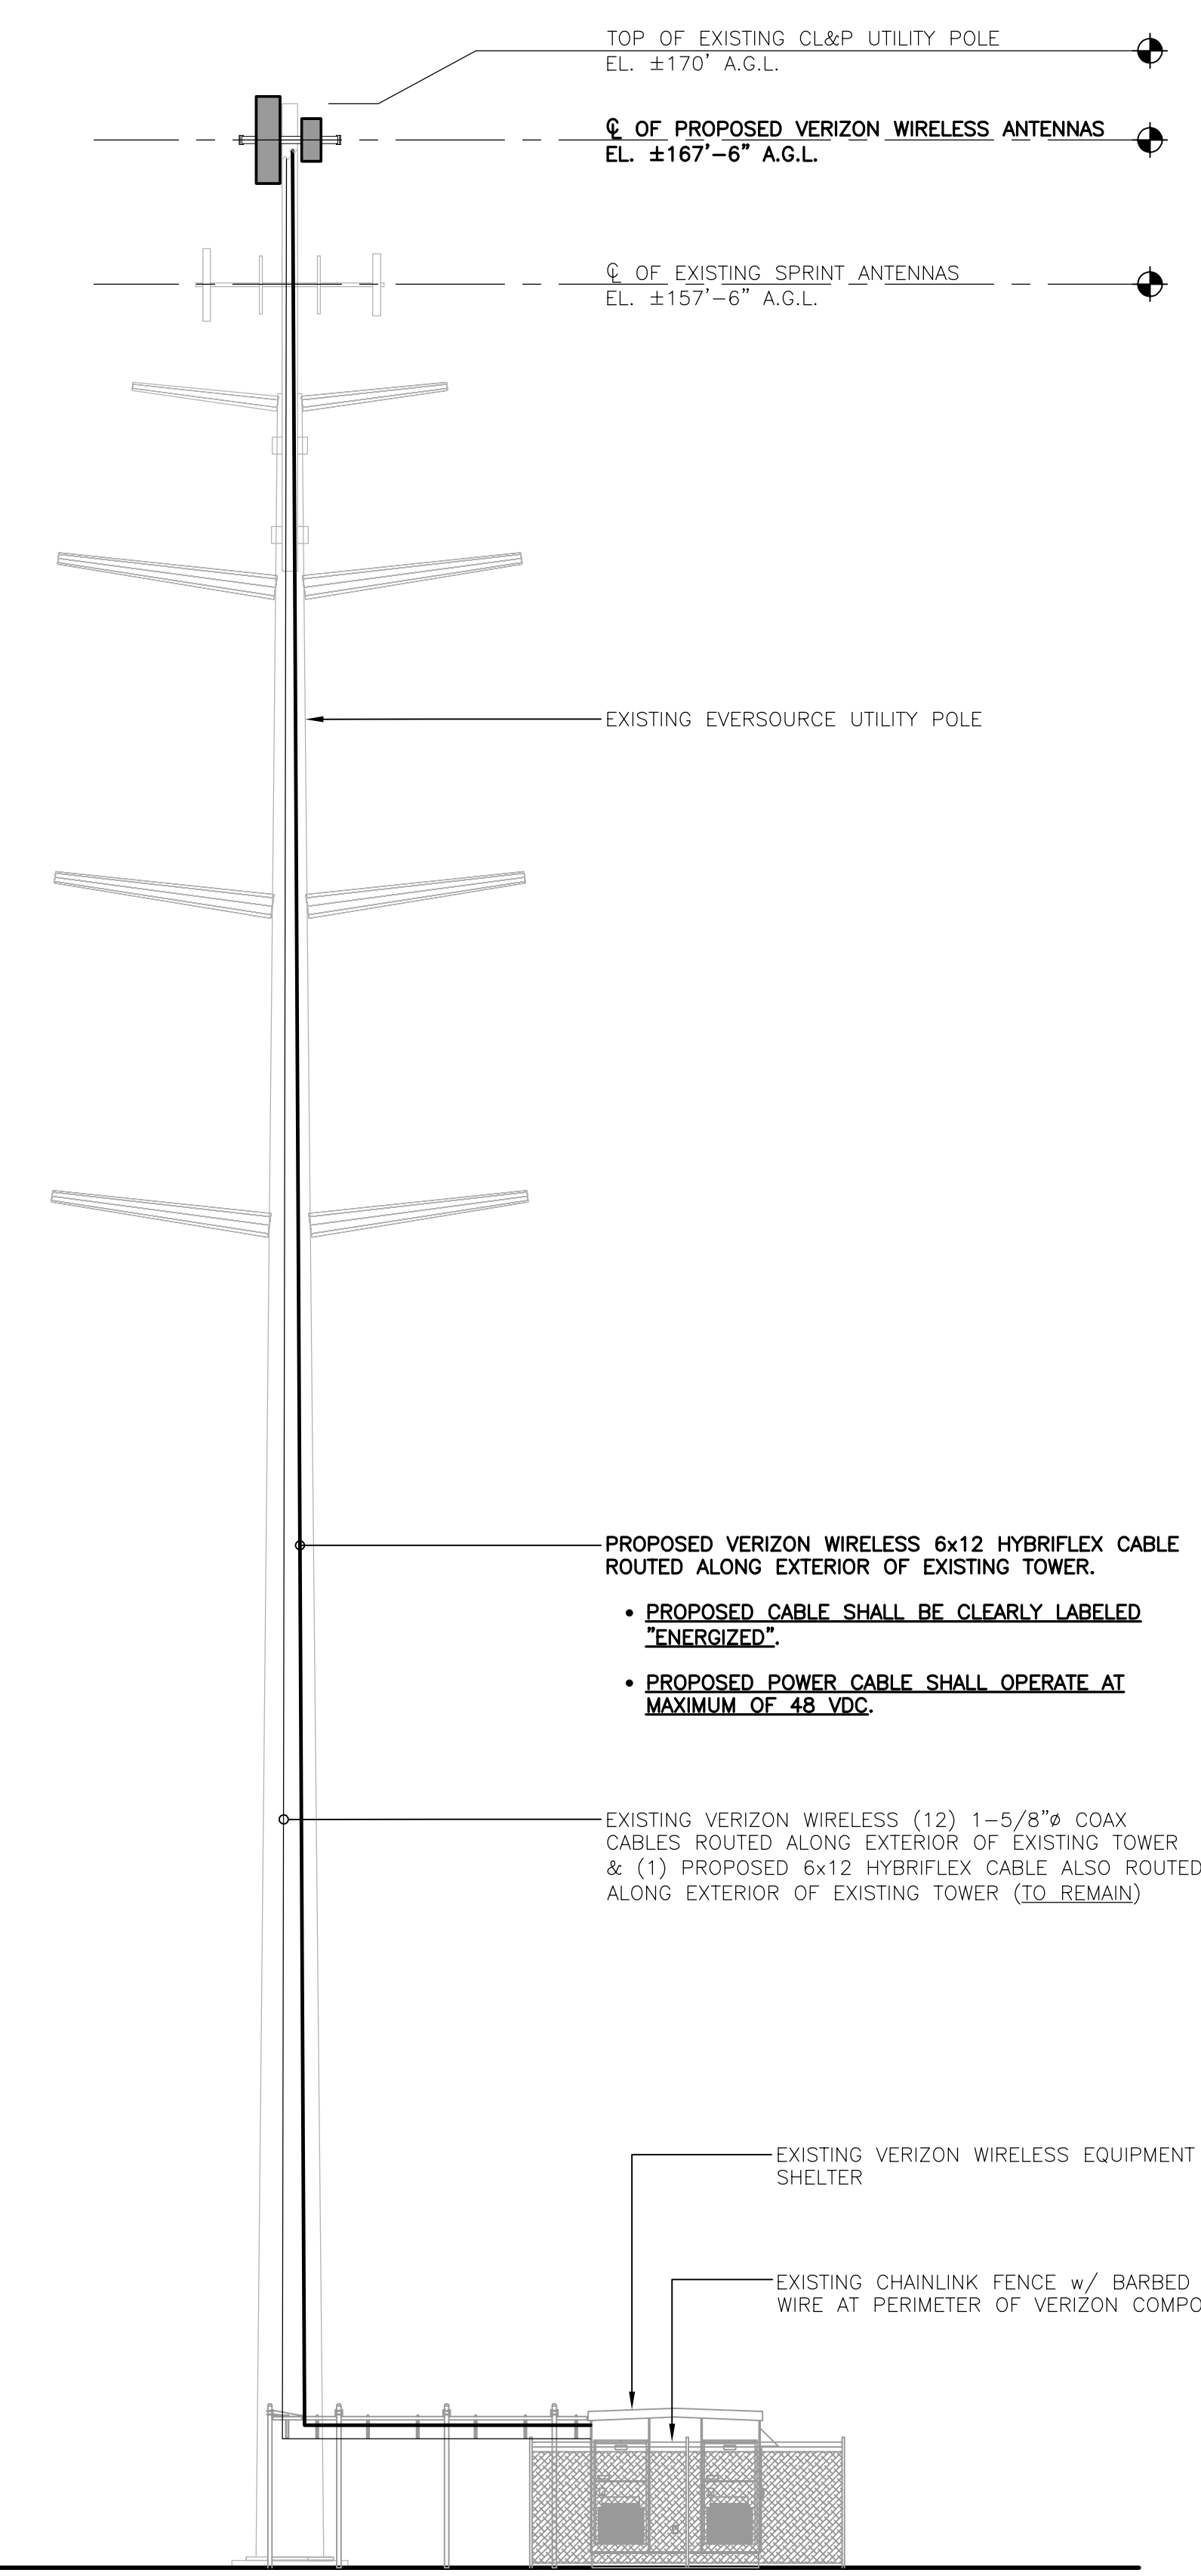 TOP OF EXISTING CL&P UTILITY POLE
EL. ±170' A.G.L.
℄ OF PROPOSED VERIZON WIRELESS ANTENNAS
EL. ±167'-6" A.G.L.
℄ OF EXISTING SPRINT ANTENNAS
EL. ±157'-6" A.G.L.
EXISTING EVERSOURCE UTILITY POLE
PROPOSED VERIZON WIRELESS 6x12 HYBRIFLEX CABLE
ROUTED ALONG EXTERIOR OF EXISTING TOWER.
• PROPOSED CABLE SHALL BE CLEARLY LABELED
"ENERGIZED".
• PROPOSED POWER CABLE SHALL OPERATE AT
MAXIMUM OF 48 VDC.
EXISTING VERIZON WIRELESS (12) 1-5/8"ø COAX
CABLES ROUTED ALONG EXTERIOR OF EXISTING TOWER
& (1) PROPOSED 6x12 HYBRIFLEX CABLE ALSO ROUTED
ALONG EXTERIOR OF EXISTING TOWER (TO REMAIN)
EXISTING VERIZON WIRELESS EQUIPMENT
SHELTER
EXISTING CHAINLINK FENCE w/ BARBED
WIRE AT PERIMETER OF VERIZON COMPO